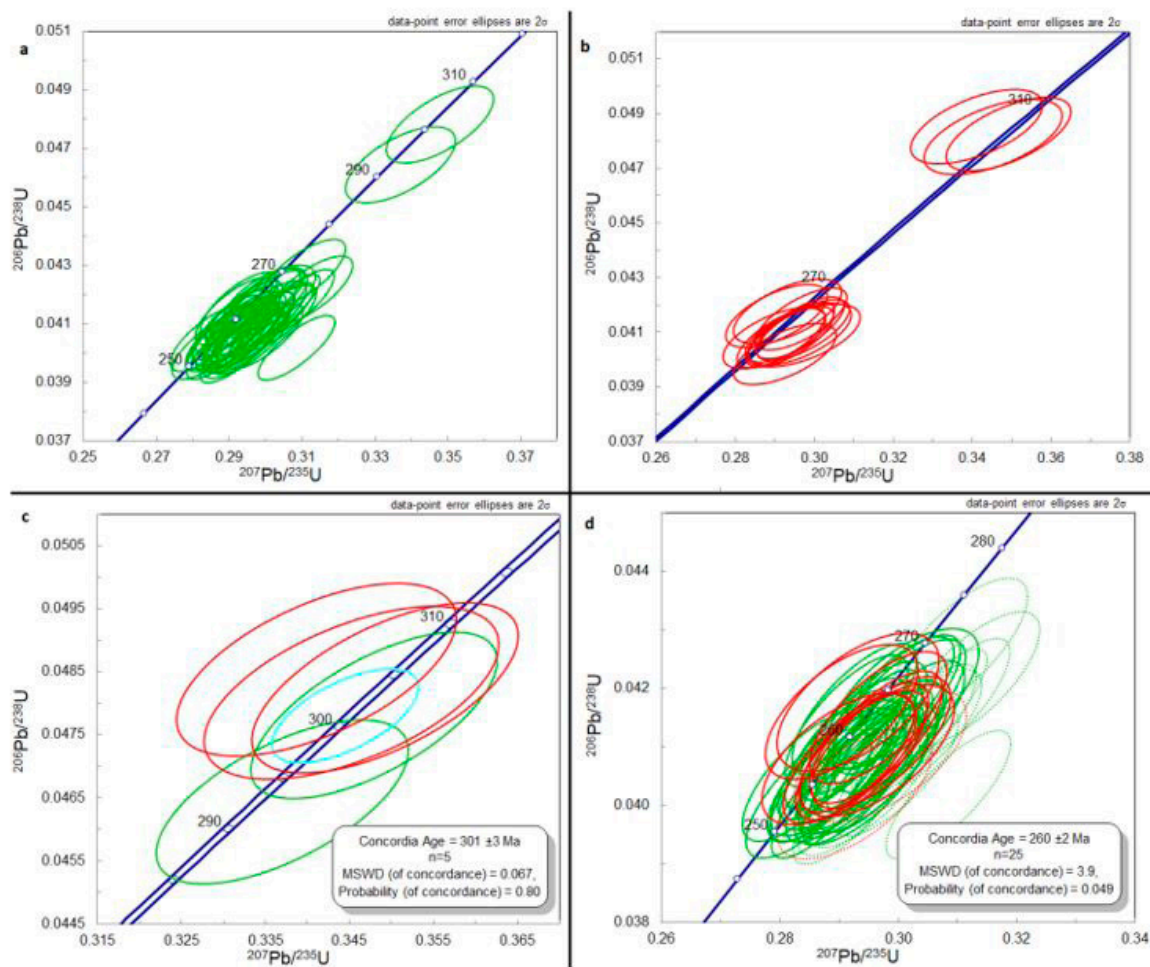 data-point error ellipses are 2σ
a
0.051
0.049
0.047
0.045
0.043
0.041
0.039
0.037
206Pb/238U
310
290
270
250
0.25
0.27
0.29
0.31
0.33
0.35
0.37
207Pb/235U
data-point error ellipses are 2σ
b
0.051
0.049
0.047
0.045
0.043
0.041
0.039
0.037
206Pb/238U
310
270
0.26
0.28
0.30
0.32
0.34
0.36
0.38
207Pb/235U
data-point error ellipses are 2σ
c
0.0505
0.0495
0.0485
0.0475
0.0465
0.0455
0.0445
206Pb/238U
310
300
290
Concordia Age = 301 ±3 Ma
n=5
MSWD (of concordance) = 0.067,
Probability (of concordance) = 0.80
0.315
0.325
0.335
0.345
0.355
0.365
207Pb/235U
data-point error ellipses are 2σ
d
0.044
0.042
0.040
0.038
206Pb/238U
280
270
260
250
Concordia Age = 260 ±2 Ma
n=25
MSWD (of concordance) = 3.9,
Probability (of concordance) = 0.049
0.26
0.28
0.30
0.32
0.34
207Pb/235U